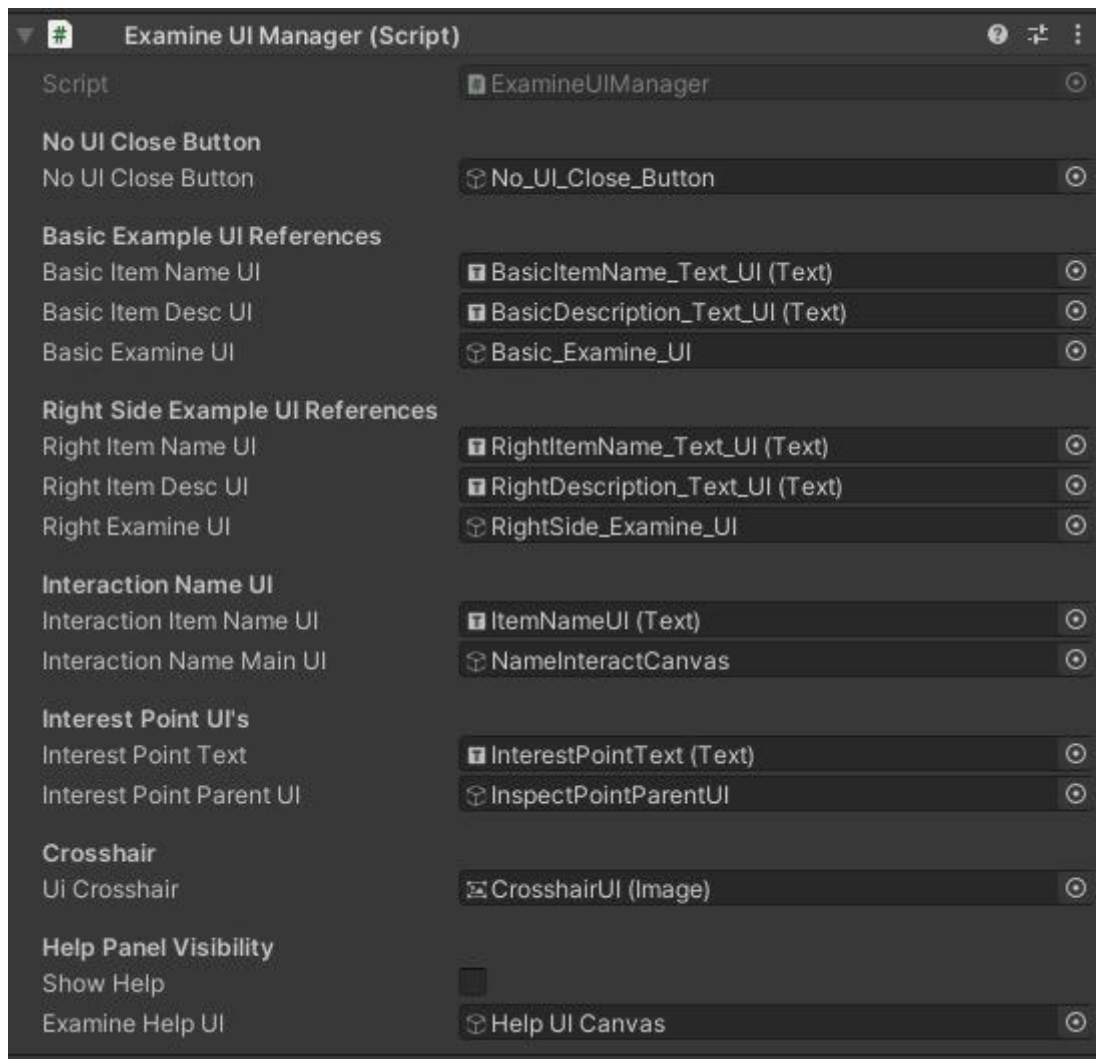 Examine UI Manager (Script)
Script ExamineUIManager
No UI Close Button
No UI Close Button No_UI_Close_Button
Basic Example UI References
Basic Item Name UI BasicItemName_Text_UI (Text)
Basic Item Desc UI BasicDescription_Text_UI (Text)
Basic Examine UI Basic_Examine_UI
Right Side Example UI References
Right Item Name UI RightItemName_Text_UI (Text)
Right Item Desc UI RightDescription_Text_UI (Text)
Right Examine UI RightSide_Examine_UI
Interaction Name UI
Interaction Item Name UI ItemNameUI (Text)
Interaction Name Main UI NameInteractCanvas
Interest Point UI's
Interest Point Text InterestPointText (Text)
Interest Point Parent UI InspectPointParentUI
Crosshair
Ui Crosshair CrosshairUI (Image)
Help Panel Visibility
Show Help
Examine Help UI Help UI Canvas